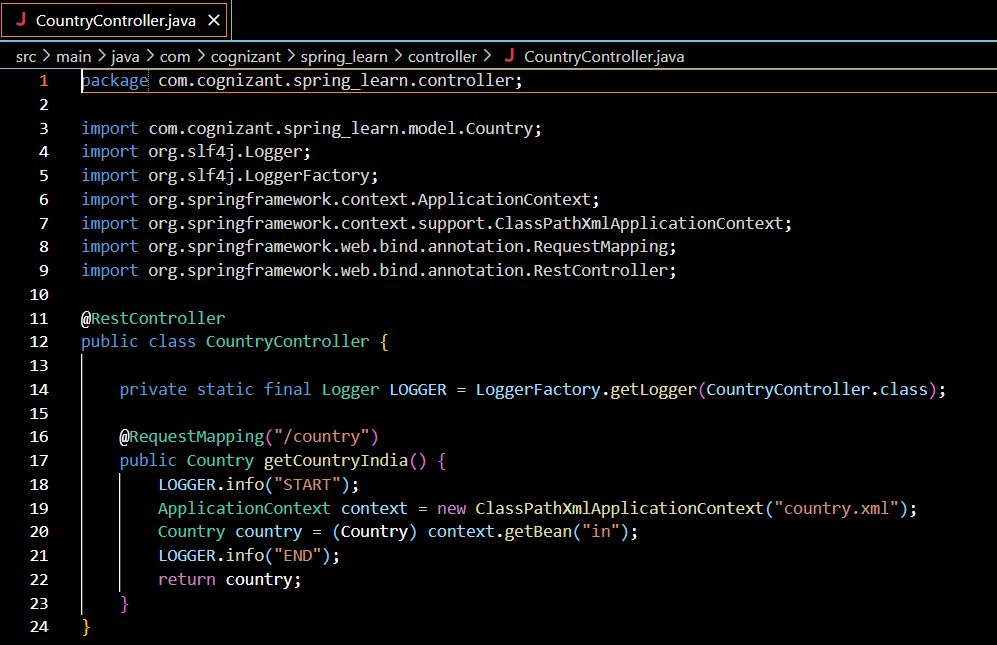 CountryController.java
src > main > java > com > cognizant > spring_learn > controller > CountryController.java
1 package com.cognizant.spring_learn.controller;
2
3 import com.cognizant.spring_learn.model.Country;
4 import org.slf4j.Logger;
5 import org.slf4j.LoggerFactory;
6 import org.springframework.context.ApplicationContext;
7 import org.springframework.context.support.ClassPathXmlApplicationContext;
8 import org.springframework.web.bind.annotation.RequestMapping;
9 import org.springframework.web.bind.annotation.RestController;
10
11 @RestController
12 public class CountryController {
13
14     private static final Logger LOGGER = LoggerFactory.getLogger(CountryController.class);
15
16     @RequestMapping("/country")
17     public Country getCountryIndia() {
18         LOGGER.info("START");
19         ApplicationContext context = new ClassPathXmlApplicationContext("country.xml");
20         Country country = (Country) context.getBean("in");
21         LOGGER.info("END");
22         return country;
23     }
24 }